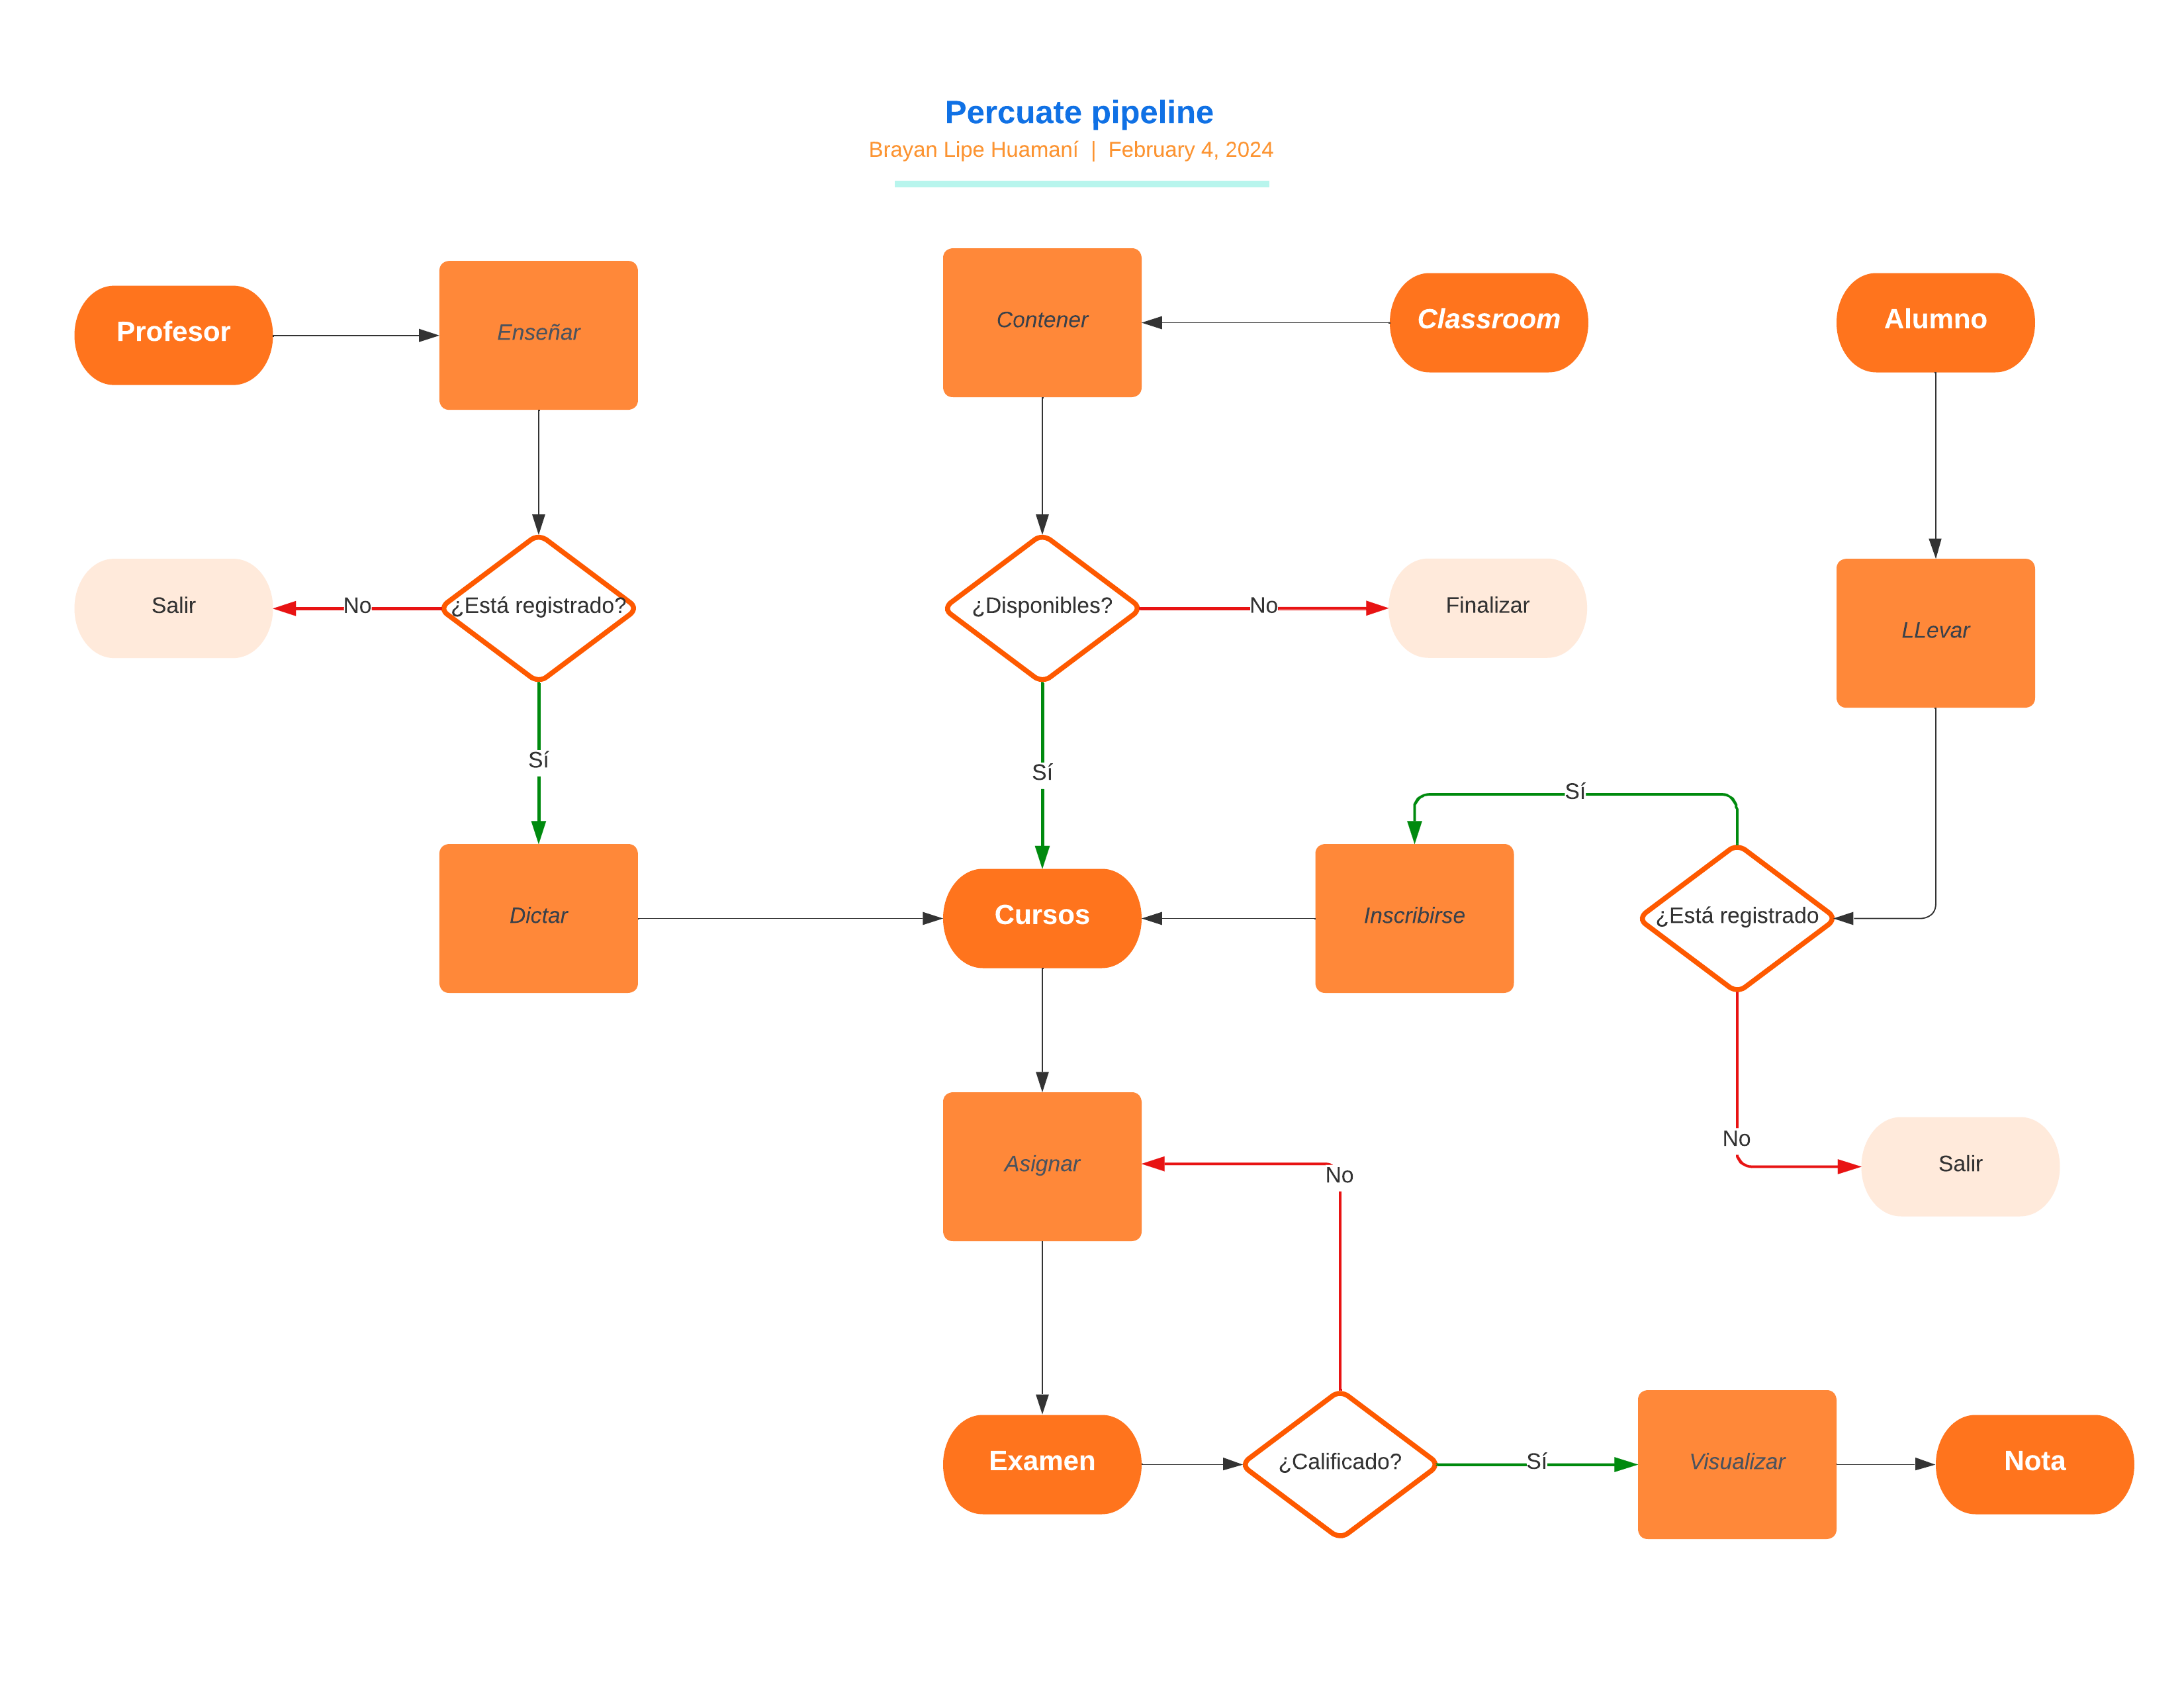 Percuate pipeline
Brayan Lipe Huamaní | February 4, 2024
Profesor
Enseñar
Contener
Classroom
Alumno
Salir
No
¿Está registrado?
¿Disponibles?
No
Finalizar
LLevar
Sí
Sí
Sí
Dictar
Cursos
Inscribirse
¿Está registrado
Asignar
No
No
Salir
Examen
¿Calificado?
Sí
Visualizar
Nota